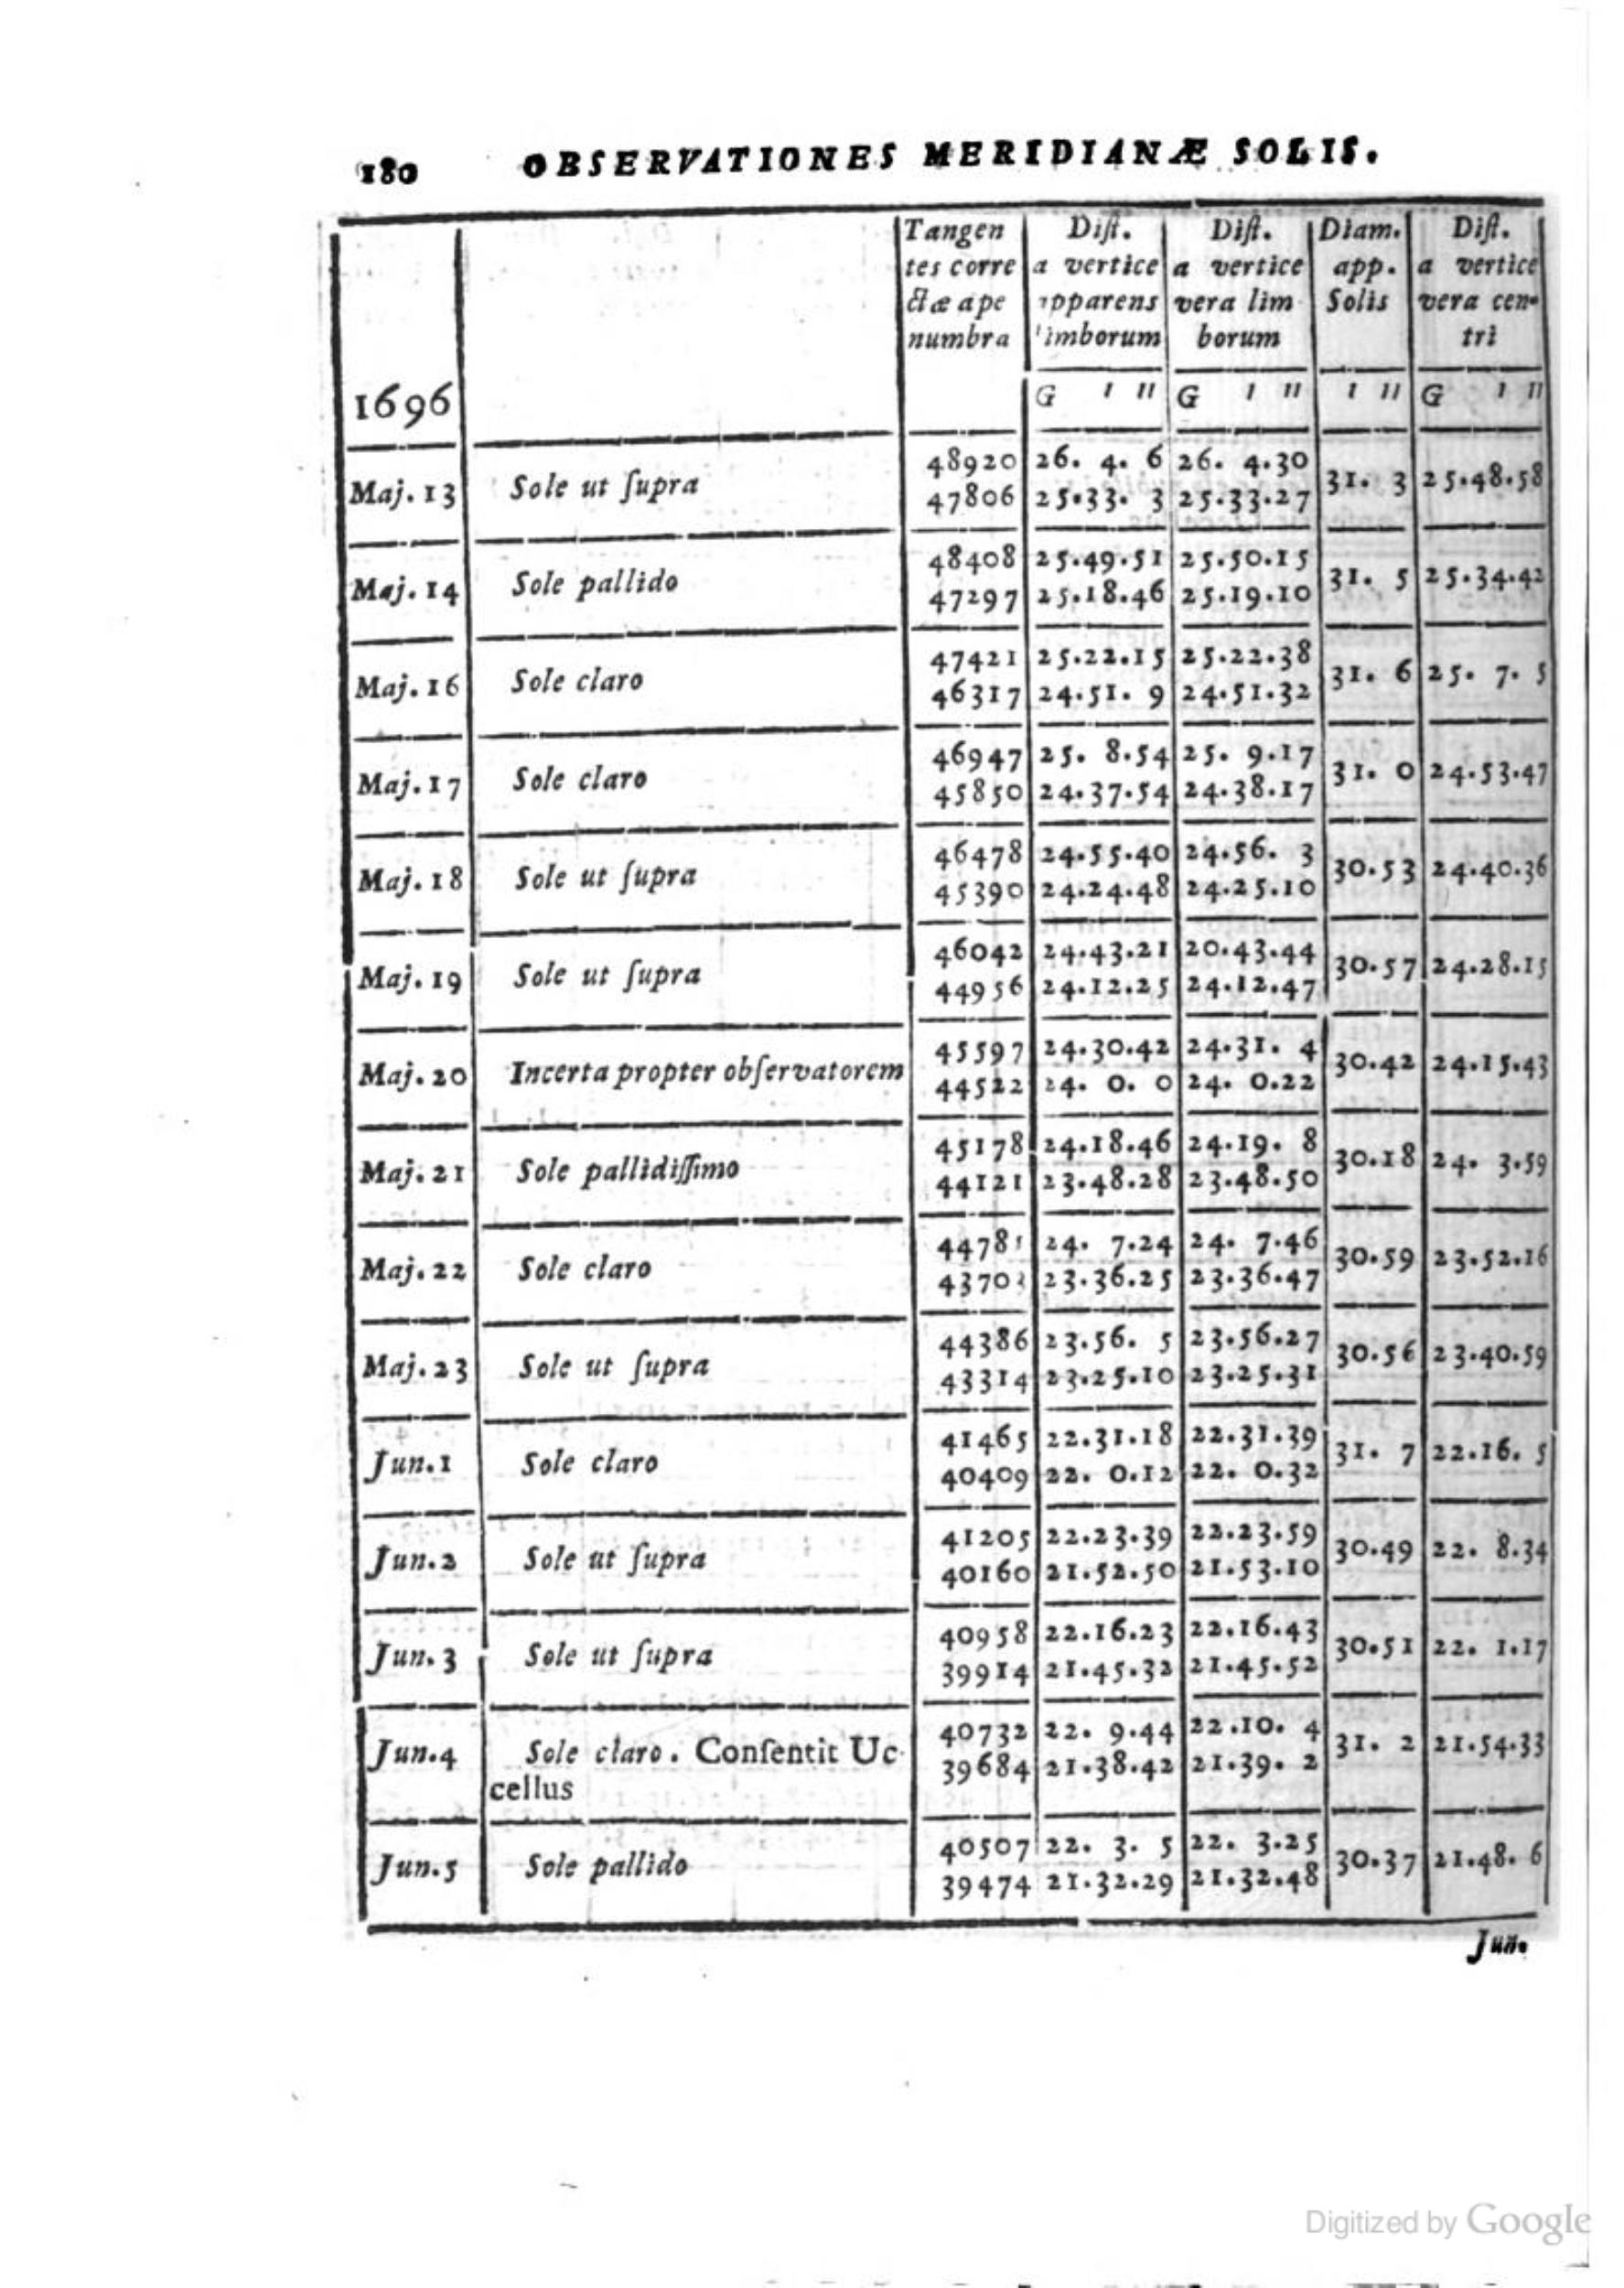 180 OBSERVATIONES MERIDIANÆ SOLIS.
1696
Tangen
tes corre
ctæ ape
numbra
Dist.
a vertice
apparens
limborum
Dist.
a vertice
vera lim
borum
Diam.
app.
Solis
Dist.
a vertice
vera cen-
tri
G ' " G ' " ' " G ' "
48920 26. 4. 6 26. 4.30
Maj. 13 Sole ut ſupra 31. 3 25.48.58
47806 25.33. 3 25.33.27
48408 25.49.51 25.50.15
Maj. 14 Sole pallido 31. 5 25.34.42
47297 25.18.46 25.19.10
47421 25.22.15 25.22.38
Maj. 16 Sole claro 31. 6 25. 7. 5
46317 24.51. 9 24.51.32
46947 25. 8.54 25. 9.17
Maj. 17 Sole claro 31. 0 24.53.47
45850 24.37.54 24.38.17
46478 24.55.40 24.56. 3
Maj. 18 Sole ut ſupra 30.53 24.40.36
45390 24.24.48 24.25.10
46042 24.43.21 20.43.44
Maj. 19 Sole ut ſupra 30.57 24.28.15
44956 24.12.25 24.12.47
45597 24.30.42 24.31. 4
Maj. 20 Incerta propter obſervatorem 30.42 24.15.43
44522 24. 0. 0 24. 0.22
45178 24.18.46 24.19. 8
Maj. 21 Sole pallidiſſimo 30.18 24. 3.59
44121 23.48.28 23.48.50
44781 24. 7.24 24. 7.46
Maj. 22 Sole claro 30.59 23.52.16
23.36.25 23.36.47
44386 23.56. 5 23.56.27
Maj. 23 Sole ut ſupra 30.56 23.40.59
43314 23.25.10 23.25.31
41465 22.31.18 22.31.39
Jun. 1 Sole claro 31. 7 22.16. 5
40409 22. 0.12 22. 0.32
41205 22.23.39 22.23.59
Jun. 2 Sole ut ſupra 30.49 22. 8.34
40160 21.52.50 21.53.10
40958 22.16.23 22.16.43
Jun. 3 Sole ut ſupra 30.51 22. 1.17
39914 21.45.32 21.45.52
40732 22. 9.44 22.10. 4
Jun. 4 Sole claro. Conſentit Uc- 31. 2 21.54.33
cellus
39684 21.38.42 21.39. 2
40507 22. 3. 5 22. 3.25
Jun. 5 Sole pallido 30.37 21.48. 6
39474 21.32.29 21.32.48
Jun.
Digitized by Google